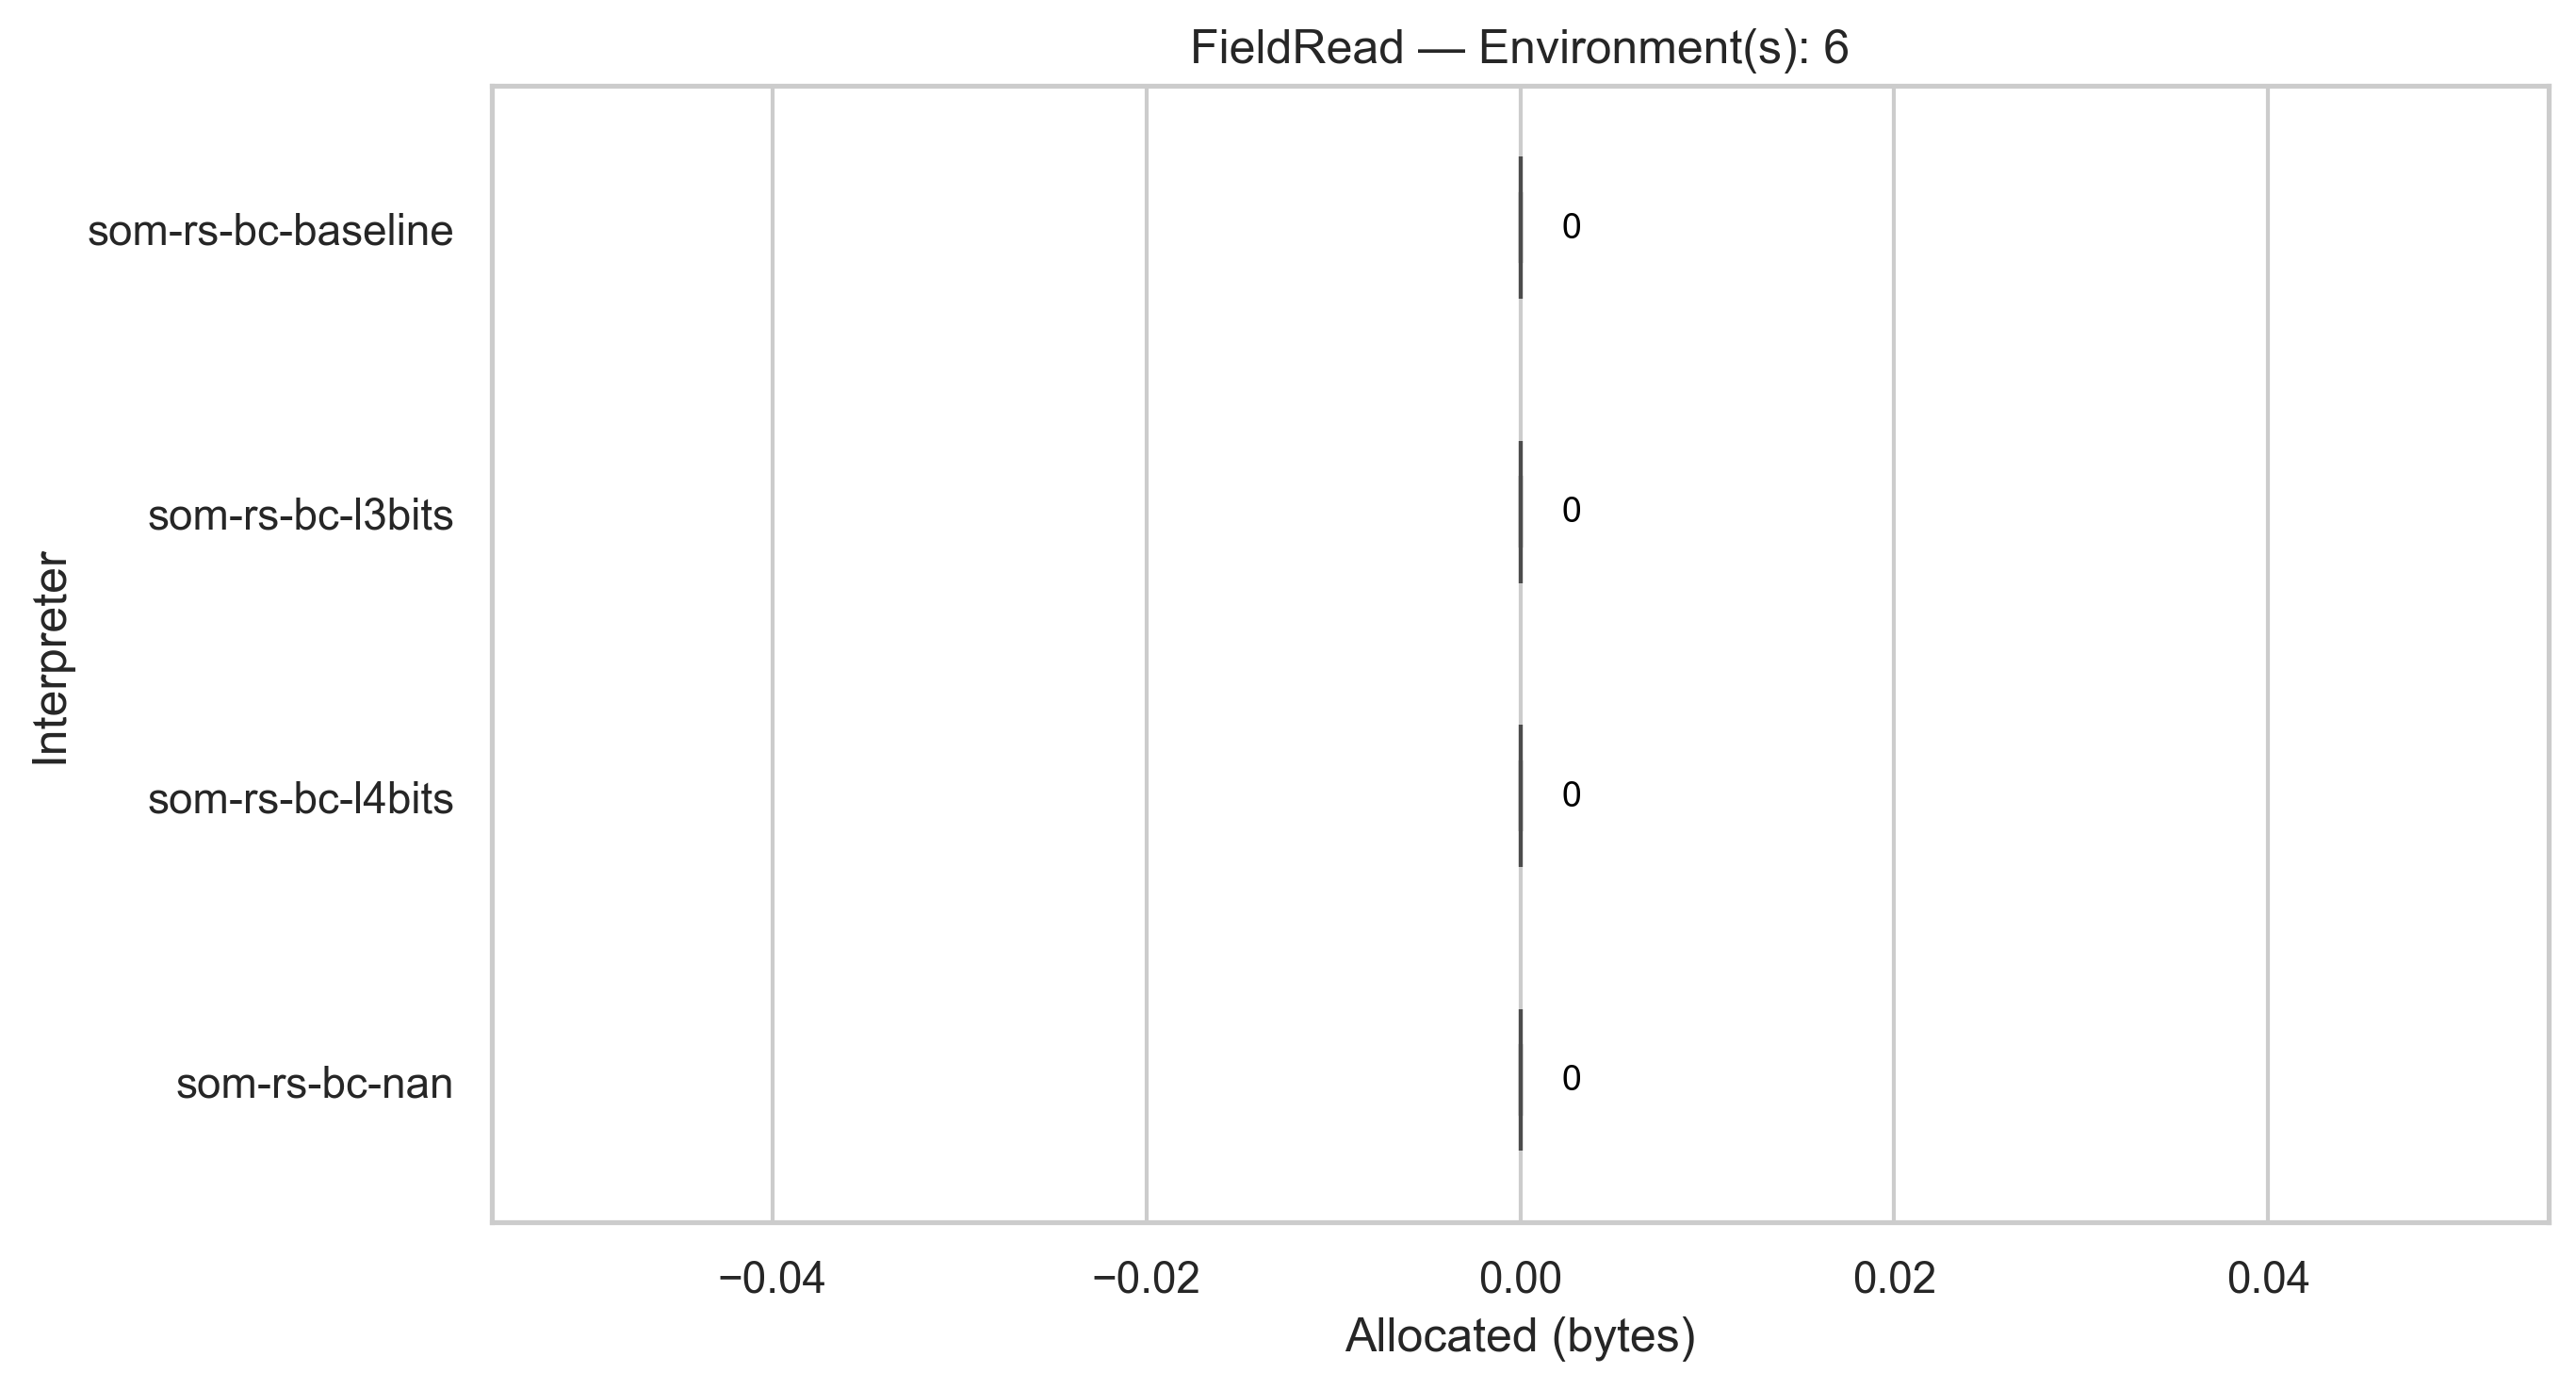 FieldRead — Environment(s): 6
som-rs-bc-baseline
0
som-rs-bc-l3bits
0
Interpreter
som-rs-bc-l4bits
0
som-rs-bc-nan
0
−0.04
−0.02
0.00
0.02
0.04
Allocated (bytes)